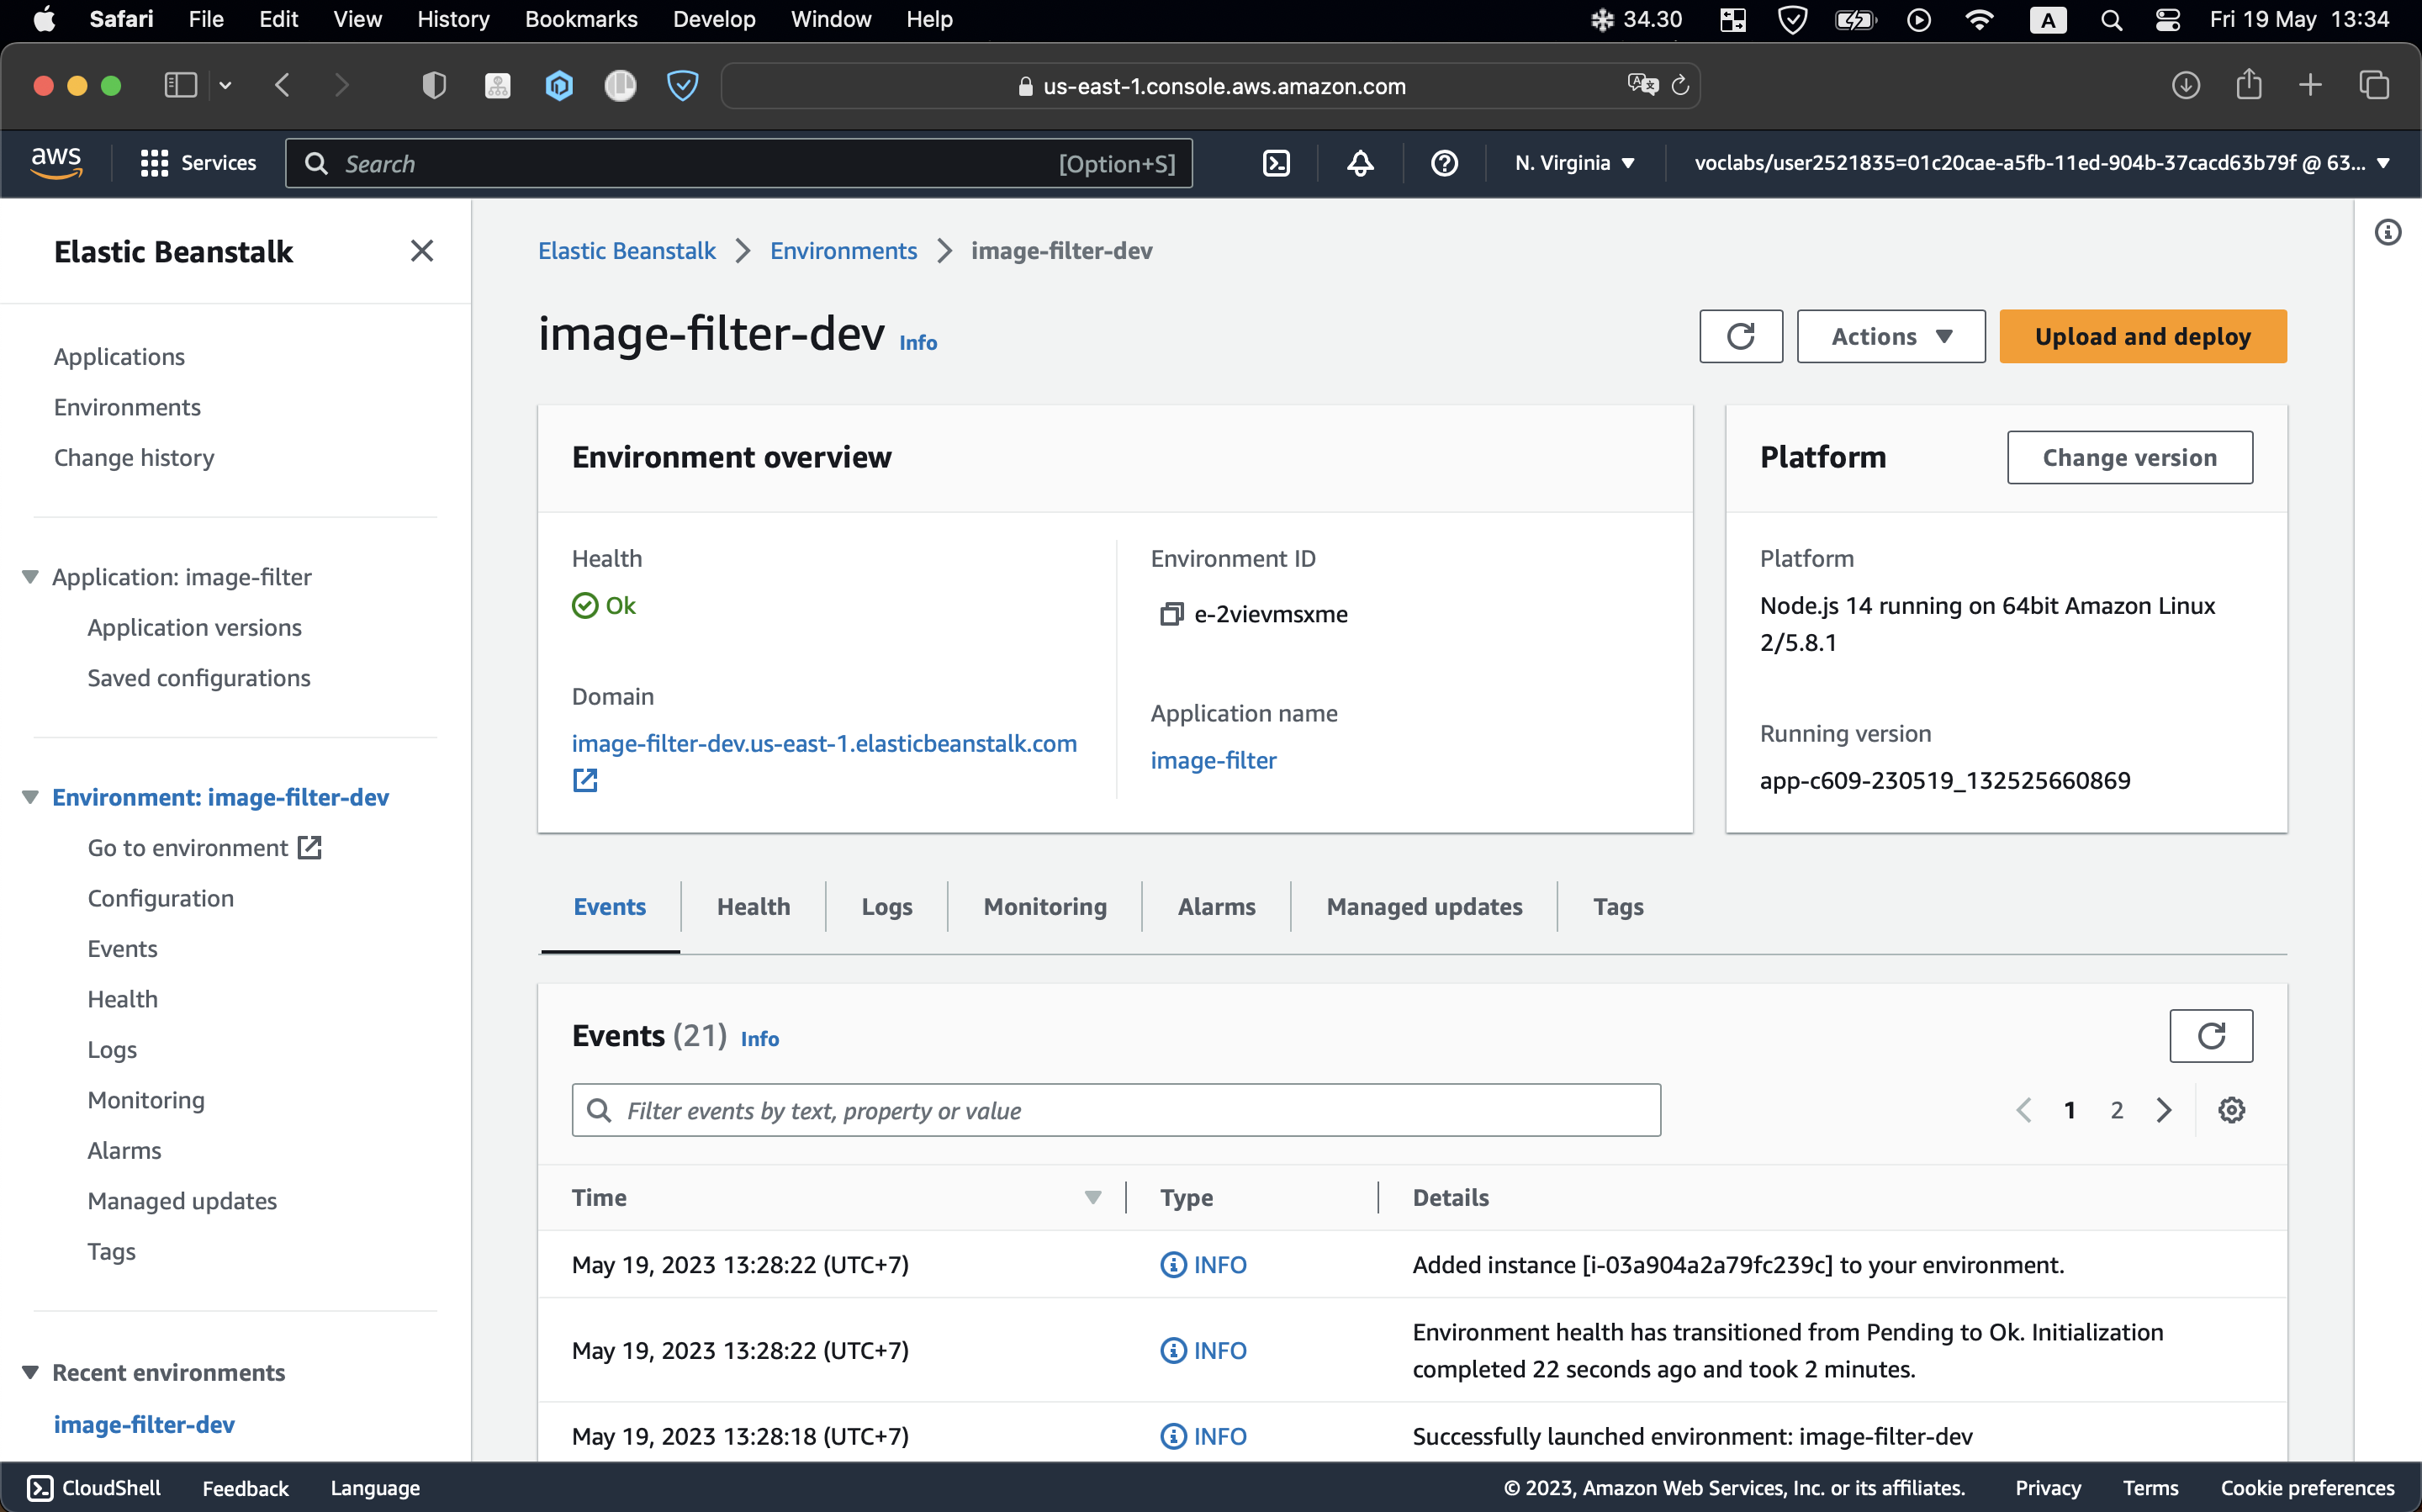 Safari File Edit View History Bookmarks Develop Window Help 34.30 A Fri 19 May 13:34
us-east-1.console.aws.amazon.com
aws Services Search [Option+S] N. Virginia voclabs/user2521835=01c20cae-a5fb-11ed-904b-37cacd63b79f @ 63...
Elastic Beanstalk
Applications
Environments
Change history
Application: image-filter
Application versions
Saved configurations
Environment: image-filter-dev
Go to environment
Configuration
Events
Health
Logs
Monitoring
Alarms
Managed updates
Tags
Recent environments
image-filter-dev
Elastic Beanstalk Environments image-filter-dev
image-filter-dev Info
Actions Upload and deploy
Environment overview
Health
Ok
Domain
image-filter-dev.us-east-1.elasticbeanstalk.com
Environment ID
e-2vievmsxme
Application name
image-filter
Platform Change version
Platform
Node.js 14 running on 64bit Amazon Linux
2/5.8.1
Running version
app-c609-230519_132525660869
Events Health Logs Monitoring Alarms Managed updates Tags
Events (21) Info
Filter events by text, property or value 1 2
Time Type Details
May 19, 2023 13:28:22 (UTC+7) INFO Added instance [i-03a904a2a79fc239c] to your environment.
May 19, 2023 13:28:22 (UTC+7) INFO Environment health has transitioned from Pending to Ok. Initialization
completed 22 seconds ago and took 2 minutes.
May 19, 2023 13:28:18 (UTC+7) INFO Successfully launched environment: image-filter-dev
CloudShell Feedback Language © 2023, Amazon Web Services, Inc. or its affiliates. Privacy Terms Cookie preferences